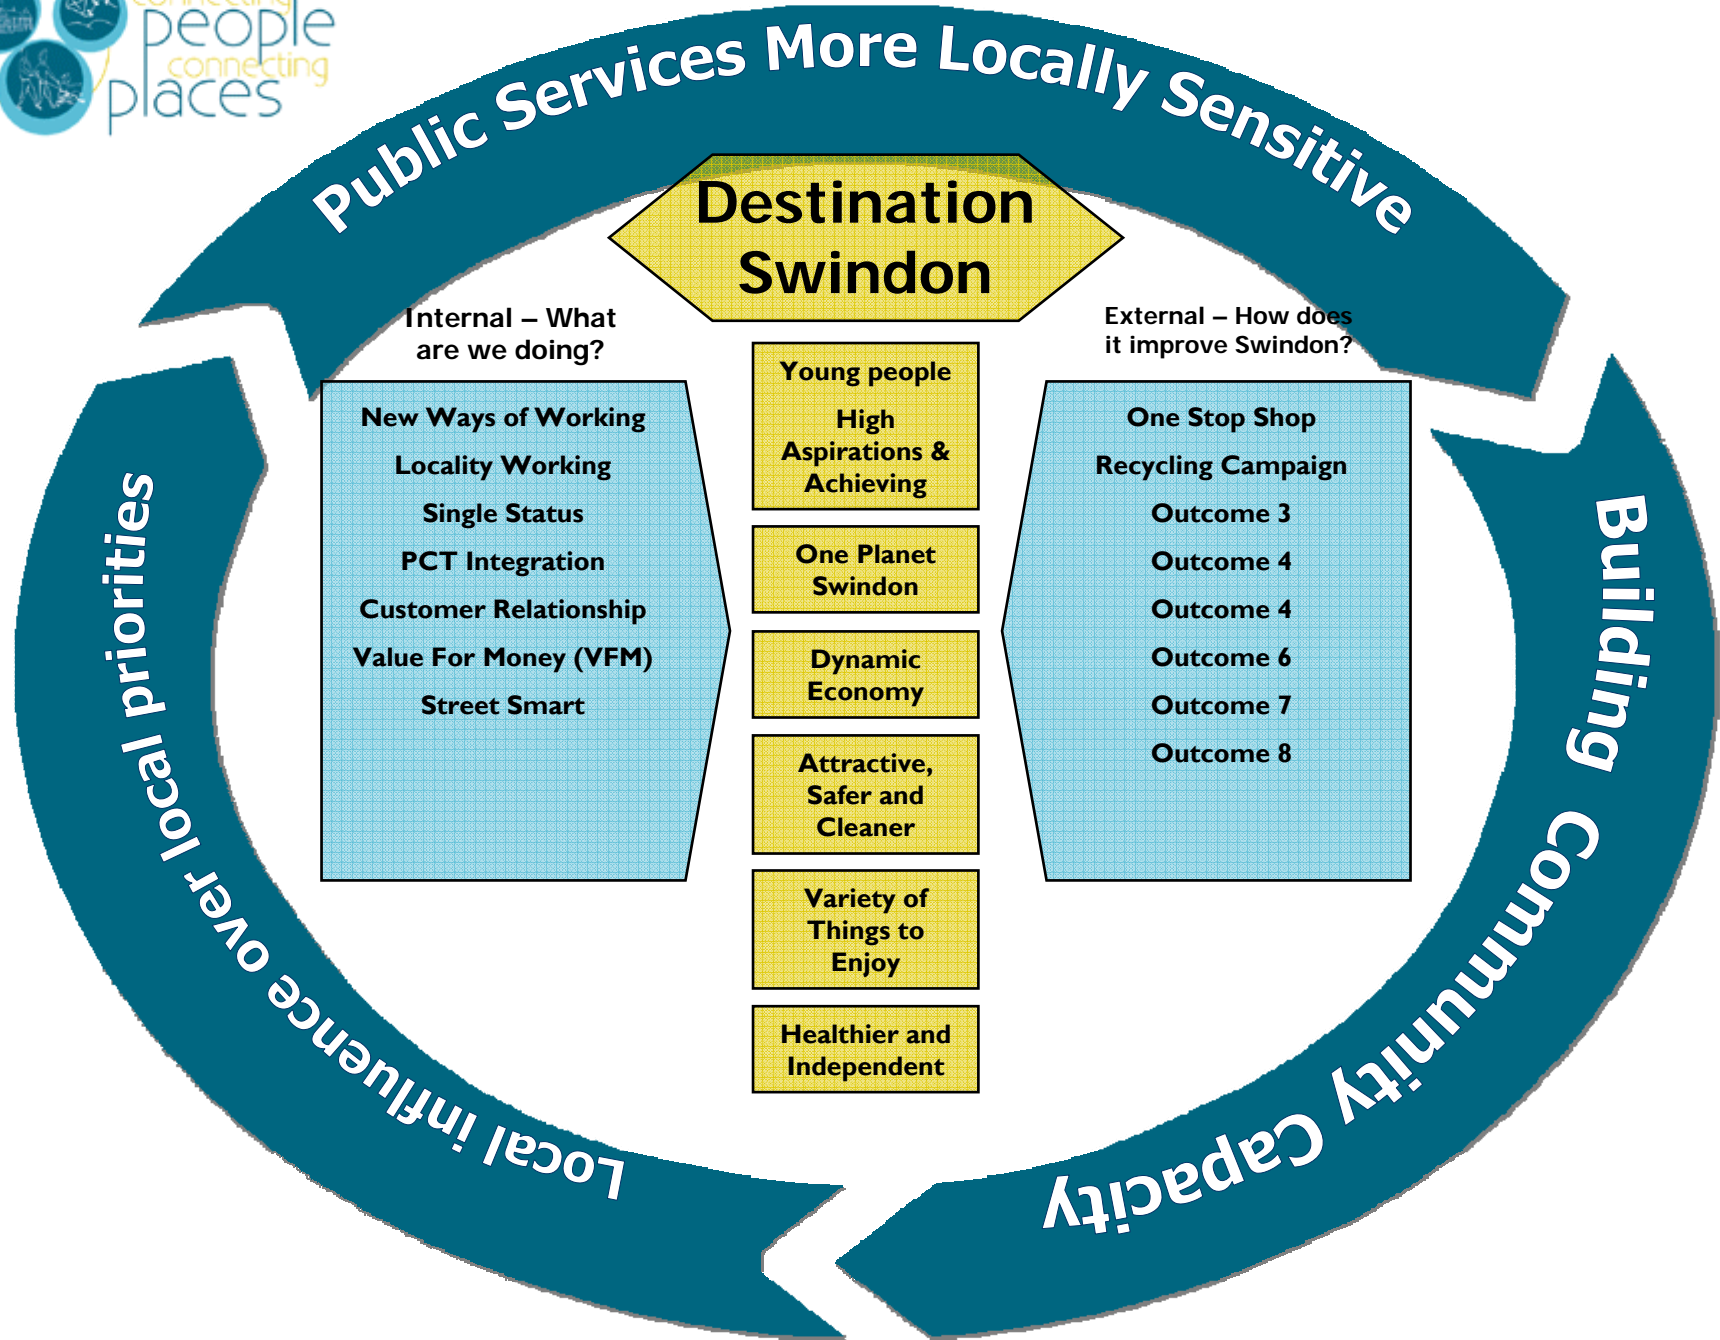 connecting
people
connecting
places
Public Services More Locally Sensitive
Destination
Swindon
Internal – What
are we doing?
New Ways of Working
Locality Working
Single Status
PCT Integration
Customer Relationship
Value For Money (VFM)
Street Smart
Young people
High
Aspirations &
Achieving
One Planet
Swindon
Dynamic
Economy
Attractive,
Safer and
Cleaner
Variety of
Things to
Enjoy
Healthier and
Independent
External – How does
it improve Swindon?
One Stop Shop
Recycling Campaign
Outcome 3
Outcome 4
Outcome 4
Outcome 6
Outcome 7
Outcome 8
Building Community Capacity
Local influence over local priorities